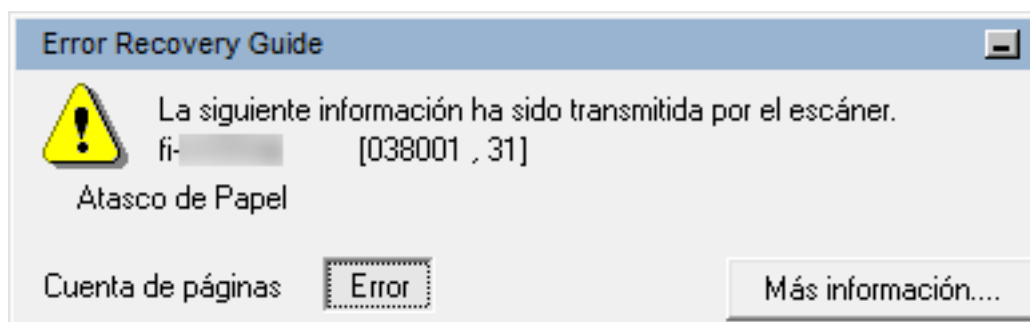 Error Recovery Guide
La siguiente información ha sido transmitida por el escáner.
fi- [038001 , 31]
Atasco de Papel
Cuenta de páginas Error Más información....